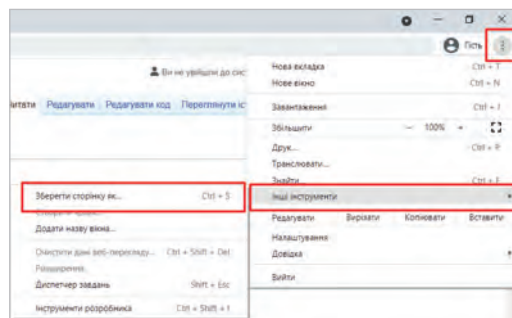 Гість
Ви не увійшли до сис
итати Редагувати Редагувати код Переглянути іс
Нова вкладка Ctrl + T
Нове вікно Ctrl + N
Завантаження Ctrl + J
Збільшити – 100% +
Друк... Ctrl + P
Транслювати...
Знайти... Ctrl + F
Інші інструменти
Редагувати Вирізати Копіювати Вставити
Налаштування
Довідка
Вийти
Зберегти сторінку як... Ctrl + S
Додати назву вікна...
Очистити дані веб-перегляду... Ctrl + Shift + Del
Розширення
Диспетчер завдань Shift + Esc
Інструменти розробника Ctrl + Shift + I